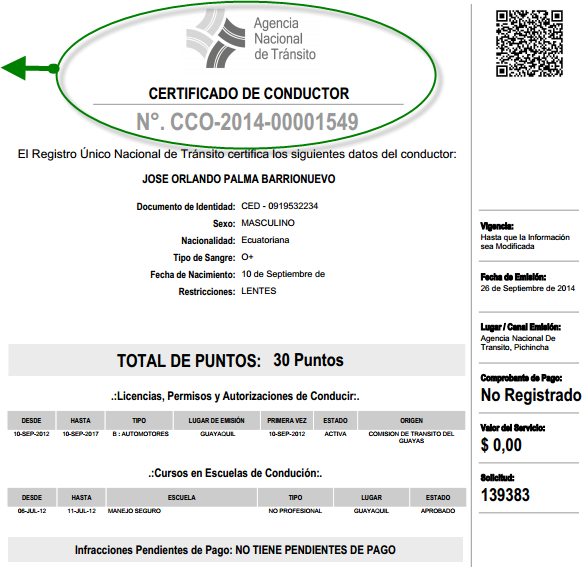 Agencia
Nacional
de Tránsito
CERTIFICADO DE CONDUCTOR
N°. CCO-2014-00001549
El Registro Único Nacional de Tránsito certifica los siguientes datos del conductor:
JOSE ORLANDO PALMA BARRIONUEVO
Documento de Identidad: CED - 0919532234
Sexo: MASCULINO
Nacionalidad: Ecuatoriana
Tipo de Sangre: O+
Fecha de Nacimiento: 10 de Septiembre de
Restricciones: LENTES
TOTAL DE PUNTOS: 30 Puntos
.:Licencias, Permisos y Autorizaciones de Conducir:.
DESDE HASTA TIPO LUGAR DE EMISIÓN PRIMERA VEZ ESTADO ORIGEN
10-SEP-2012 10-SEP-2017 B : AUTOMOTORES GUAYAQUIL 10-SEP-2012 ACTIVA COMISION DE TRANSITO DEL
GUAYAS
.:Cursos en Escuelas de Condución:.
DESDE HASTA ESCUELA TIPO LUGAR ESTADO
06-JUL-12 11-JUL-12 MANEJO SEGURO NO PROFESIONAL GUAYAQUIL APROBADO
Infracciones Pendientes de Pago: NO TIENE PENDIENTES DE PAGO
Vigencia:
Hasta que la Información
sea Modificada
Fecha de Emisión:
26 de Septiembre de 2014
Lugar / Canal Emisión:
Agencia Nacional De
Transito, Pichincha
Comprobante de Pago:
No Registrado
Valor del Servicio:
$ 0,00
Solicitud:
139383